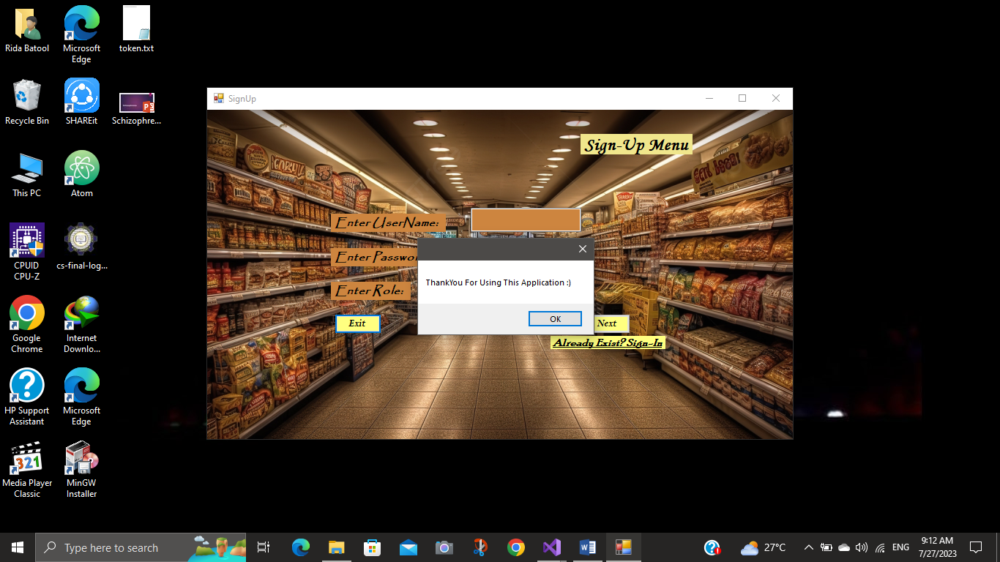 Rida Batool
Microsoft
Edge
token.txt
Recycle Bin
SHAREit
Schizophre...
This PC
Atom
CPUID
CPU-Z
cs-final-log...
Google
Chrome
Internet
Downlo...
HP Support
Assistant
Microsoft
Edge
321
Media Player
Classic
MinGW
Installer
SignUp
Sign-Up Menu
Enter UserName:
Enter Passwo
Enter Role:
ThankYou For Using This Application :)
OK
Exit
Next
Already Exist? Sign-In
Type here to search
27°C
ENG
9:12 AM
7/27/2023